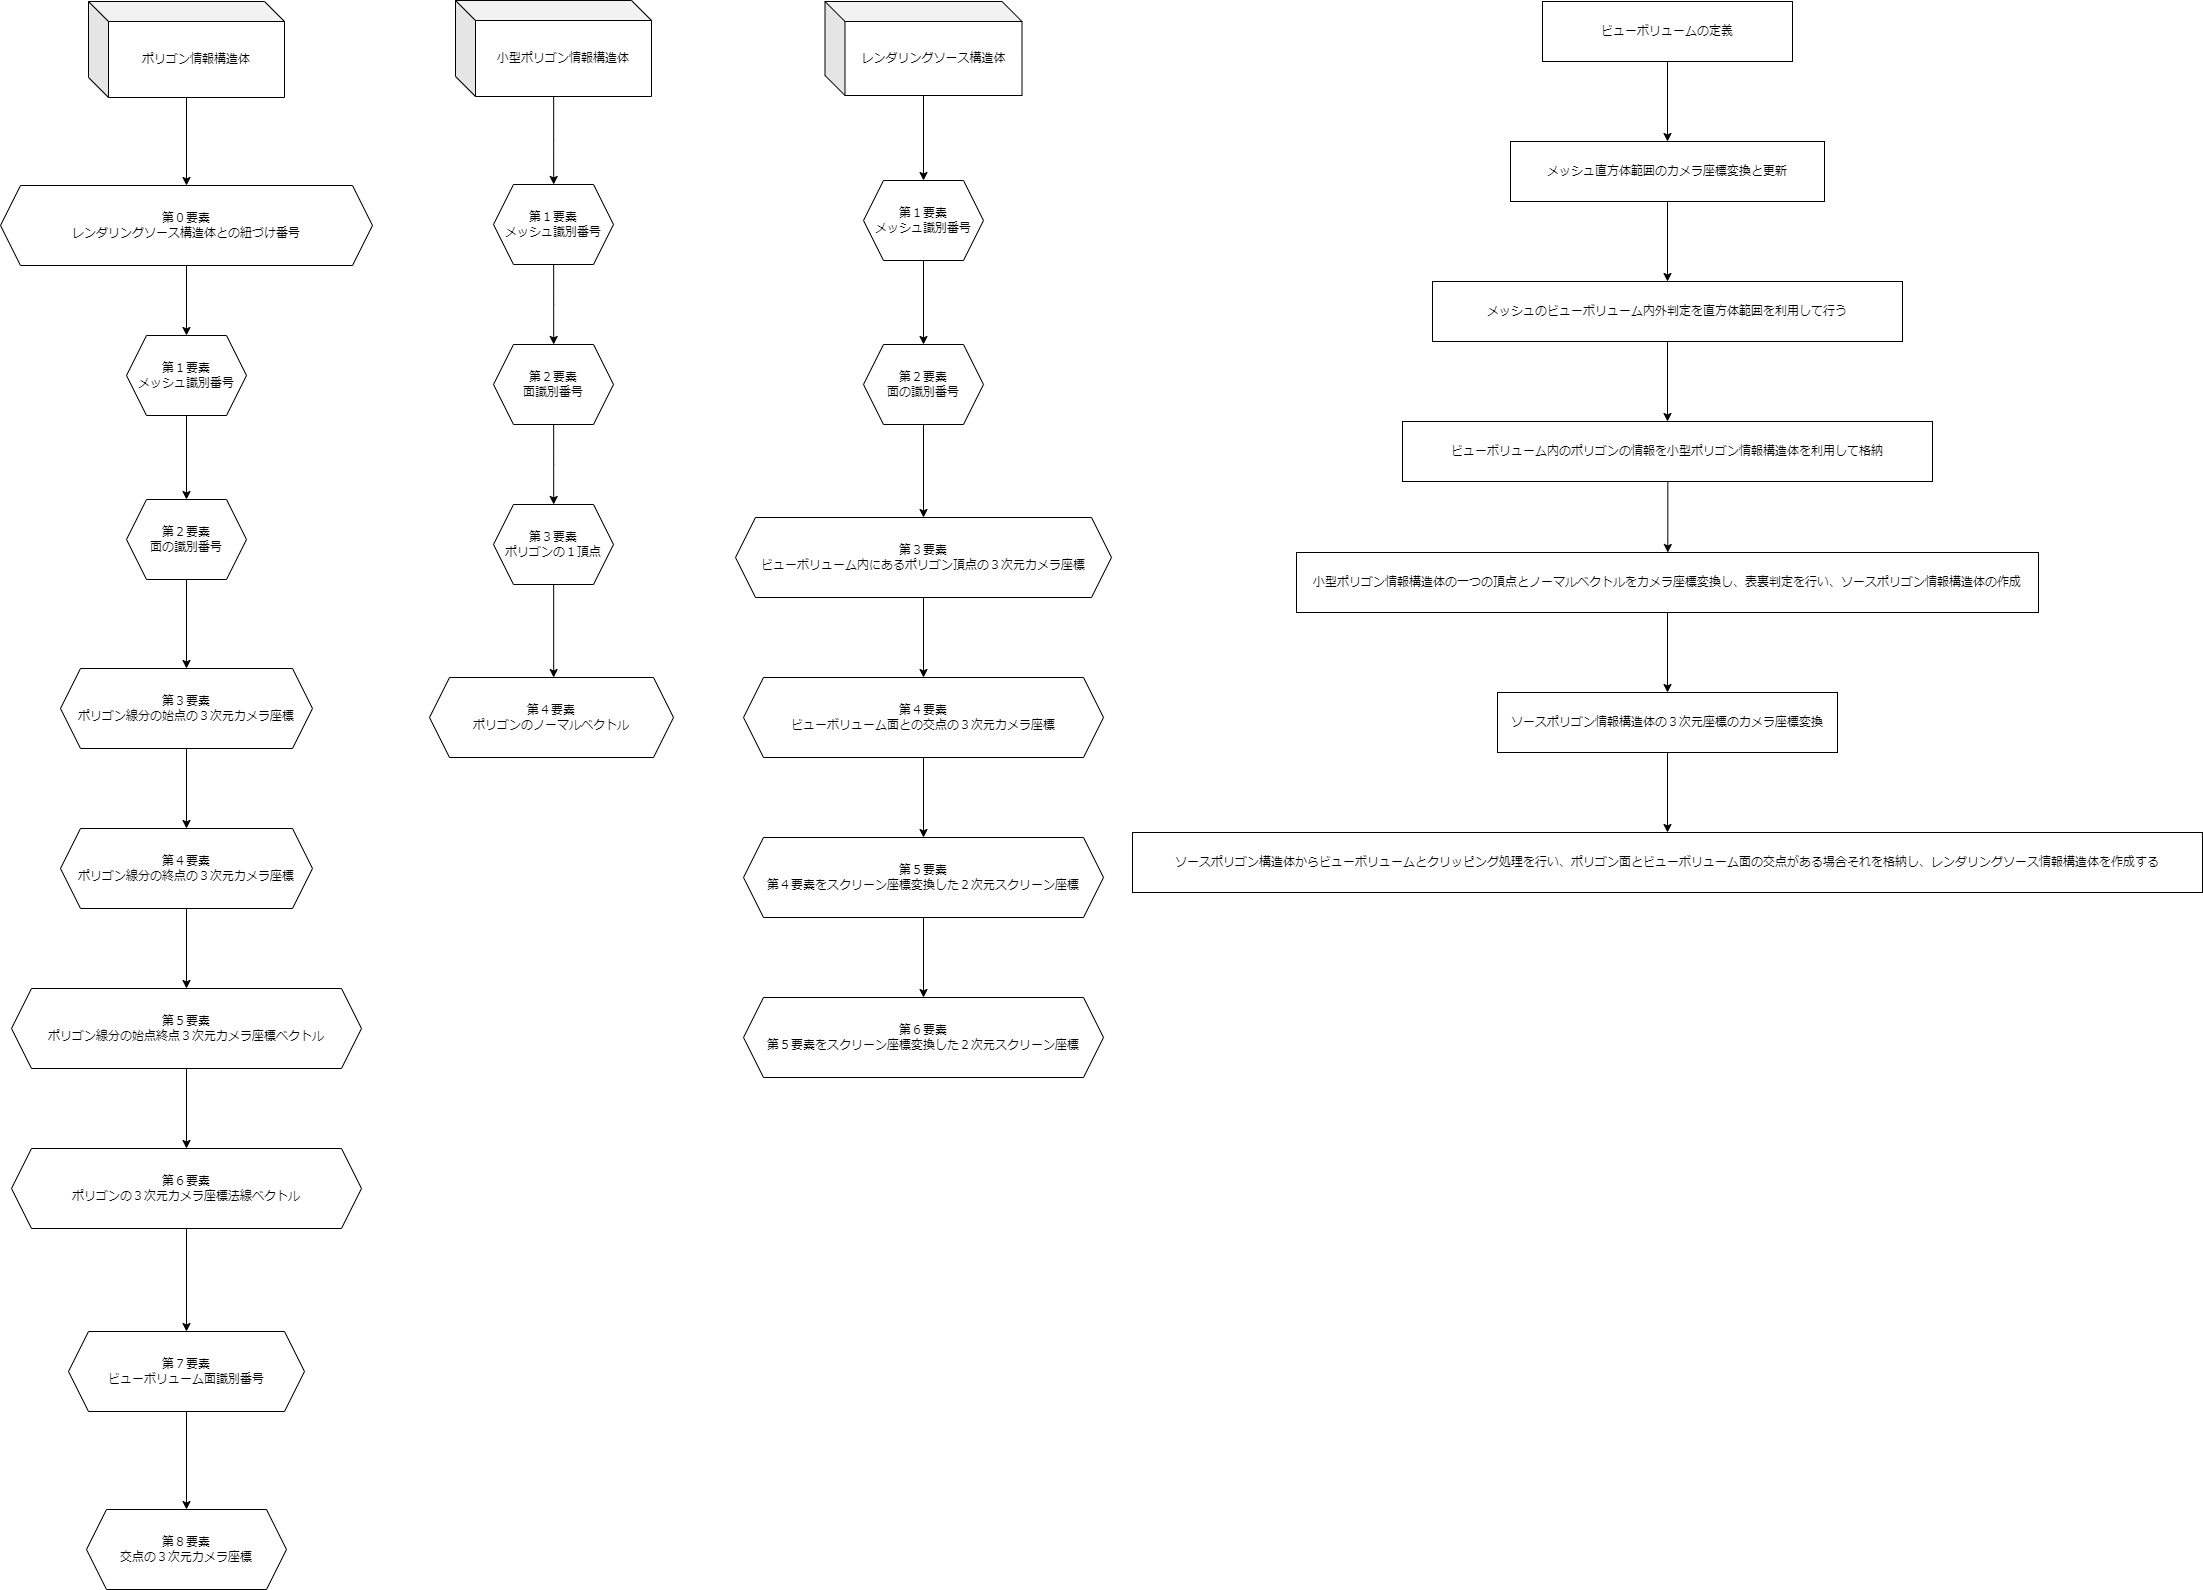 ポリゴン情報構造体
第０要素
レンダリングソース構造体との紐づけ番号
第１要素
メッシュ識別番号
第２要素
面の識別番号
第３要素
ポリゴン線分の始点の３次元カメラ座標
第４要素
ポリゴン線分の終点の３次元カメラ座標
第５要素
ポリゴン線分の始点終点３次元カメラ座標ベクトル
第６要素
ポリゴンの３次元カメラ座標法線ベクトル
第７要素
ビューボリューム面識別番号
第８要素
交点の３次元カメラ座標
小型ポリゴン情報構造体
第１要素
メッシュ識別番号
第２要素
面識別番号
第３要素
ポリゴンの１頂点
第４要素
ポリゴンのノーマルベクトル
レンダリングソース構造体
第１要素
メッシュ識別番号
第２要素
面の識別番号
第３要素
ビューボリューム内にあるポリゴン頂点の３次元カメラ座標
第４要素
ビューボリューム面との交点の３次元カメラ座標
第５要素
第４要素をスクリーン座標変換した２次元スクリーン座標
第６要素
第５要素をスクリーン座標変換した２次元スクリーン座標
ビューボリュームの定義
メッシュ直方体範囲のカメラ座標変換と更新
メッシュのビューボリューム内外判定を直方体範囲を利用して行う
ビューボリューム内のポリゴンの情報を小型ポリゴン情報構造体を利用して格納
小型ポリゴン情報構造体の一つの頂点とノーマルベクトルをカメラ座標変換し、表裏判定を行い、ソースポリゴン情報構造体の作成
ソースポリゴン情報構造体の３次元座標のカメラ座標変換
ソースポリゴン構造体からビューボリュームとクリッピング処理を行い、ポリゴン面とビューボリューム面の交点がある場合それを格納し、レンダリングソース情報構造体を作成する